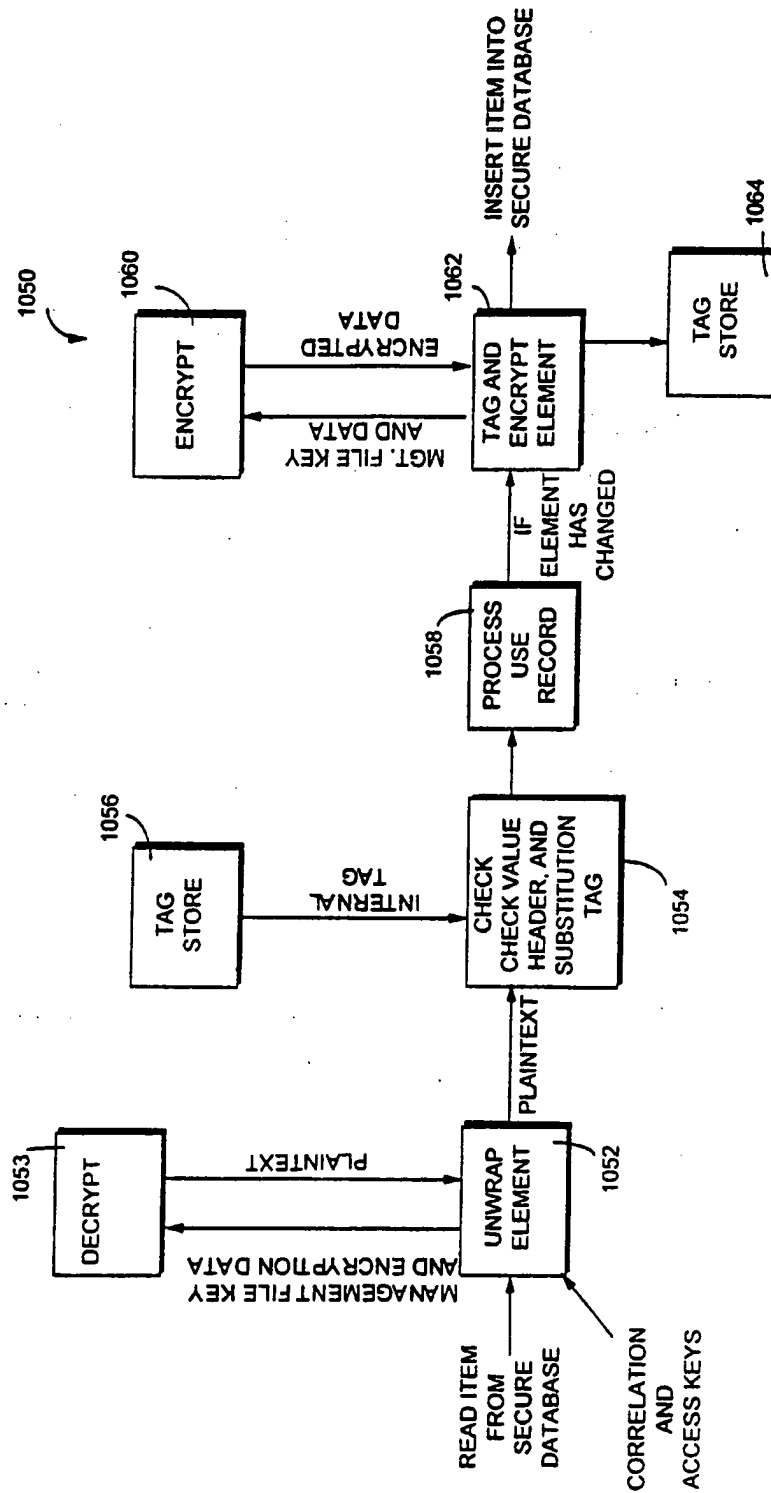 1050
1053
DECRYPT
PLAINTEXT
MANAGEMENT FILE KEY
AND ENCRYPTION DATA
READ ITEM
FROM
SECURE
DATABASE
UNWRAP
ELEMENT
1052
CORRELATION
AND
ACCESS KEYS
PLAINTEXT
1056
TAG
STORE
INTERNAL
TAG
CHECK
CHECK VALUE
HEADER, AND
SUBSTITUTION
TAG
1054
1058
PROCESS
USE
RECORD
IF
ELEMENT
HAS
CHANGED
1060
ENCRYPT
MGT. FILE KEY
AND DATA
ENCRYPTED
DATA
1062
TAG AND
ENCRYPT
ELEMENT
INSERT ITEM INTO
SECURE DATABASE
TAG
STORE
1064